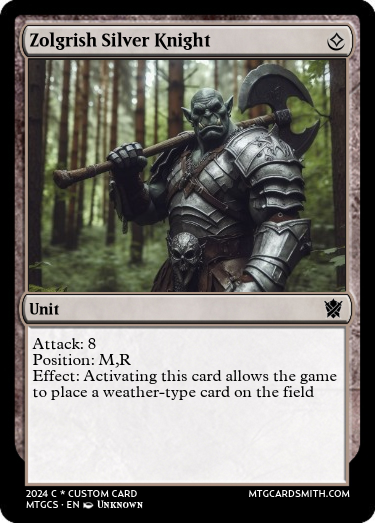 Zolgrish Silver Knight
Unit
Attack: 8
Position: M,R
Effect: Activating this card allows the game
to place a weather-type card on the field
2024 C * CUSTOM CARD
MTGCARDSMITH.COM
MTGCS · EN Unknown